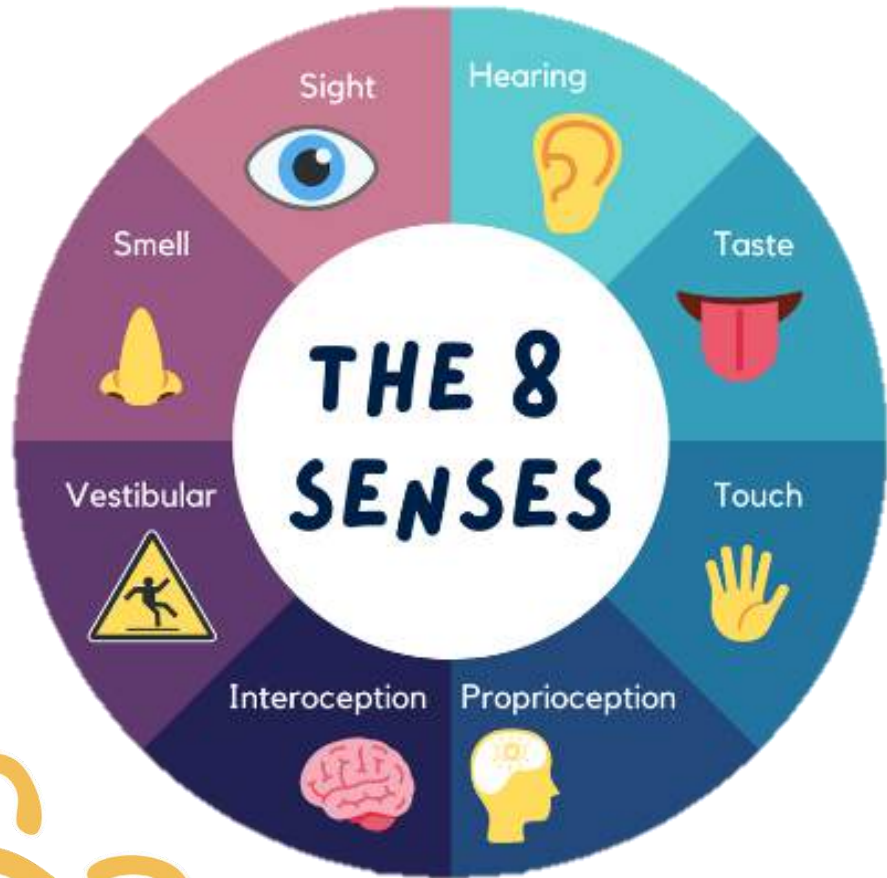 Sight
Hearing
Smell
Taste
THE 8
SENSES
Vestibular
Touch
Interoception
Proprioception